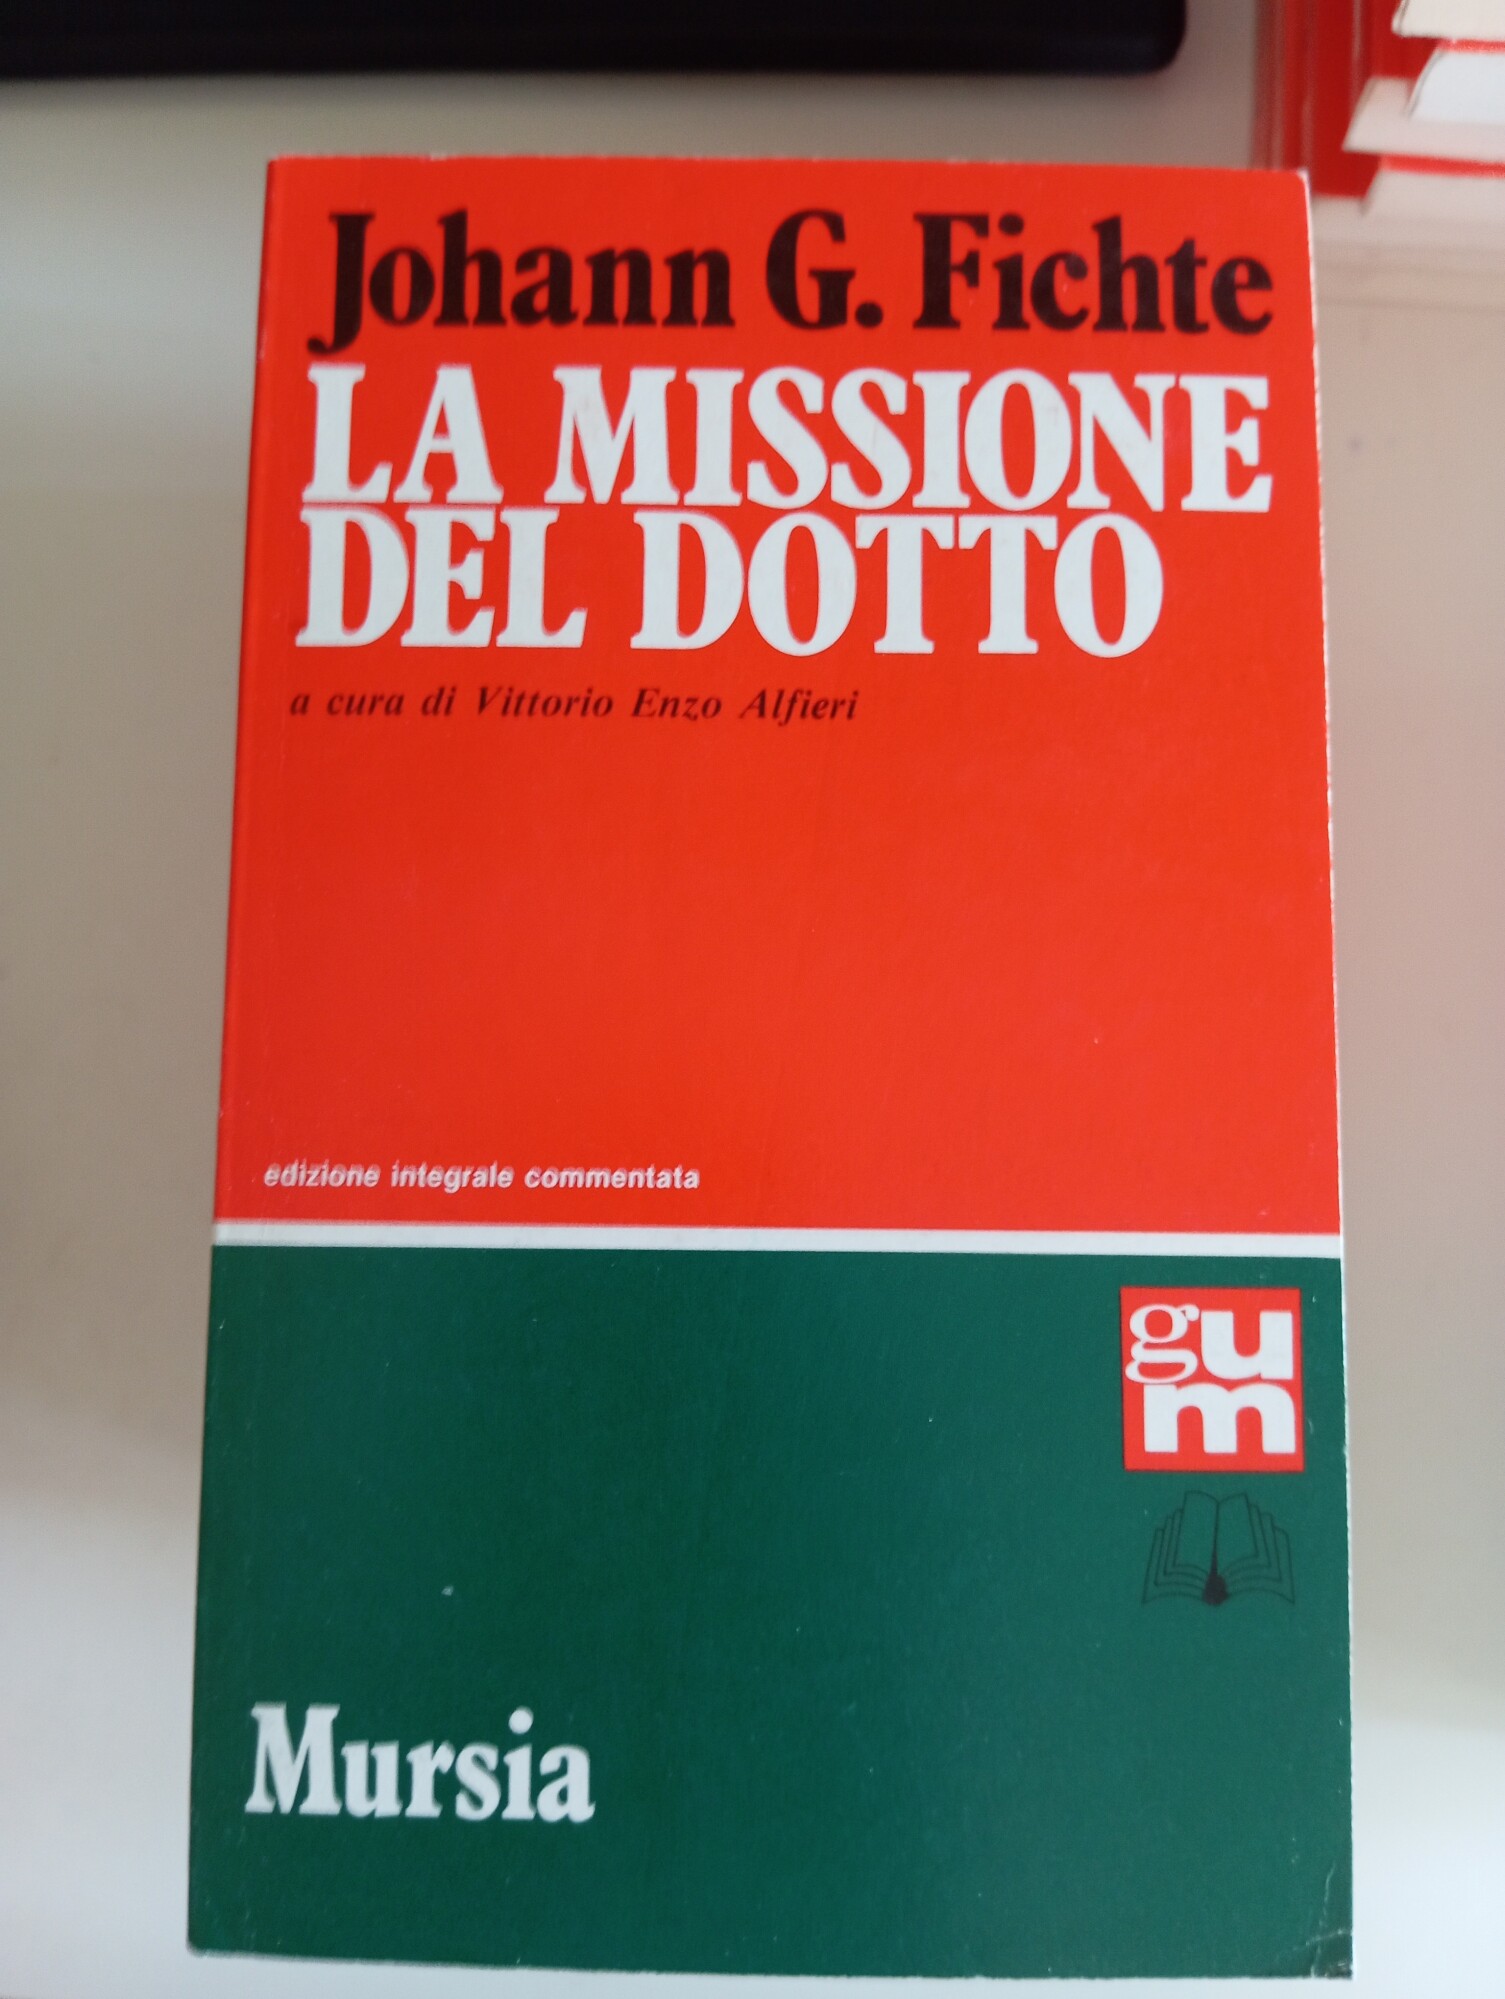 Johann G. Fichte
LA MISSIONE
DEL DOTTO
a cura di Vittorio Enzo Alfieri
edizione integrale commentata
gu
m
Mursia